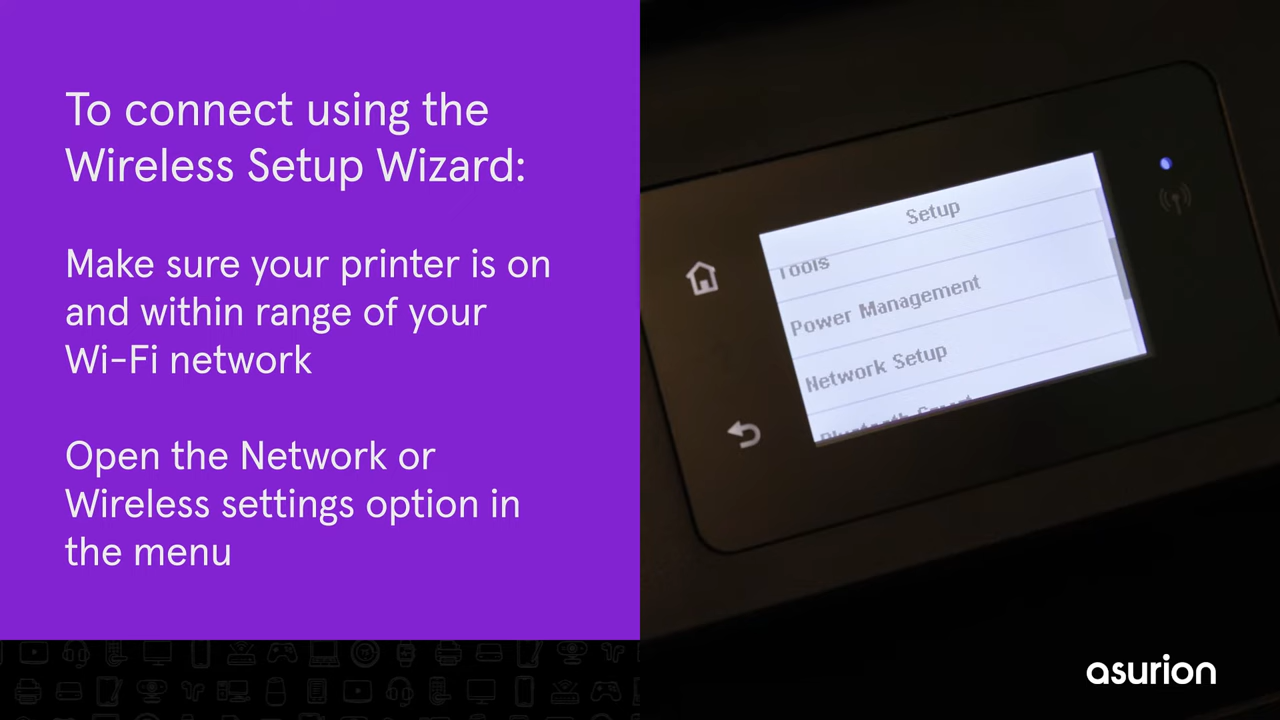 To connect using the
Wireless Setup Wizard:
Make sure your printer is on
and within range of your
Wi-Fi network
Open the Network or
Wireless settings option in
the menu
Setup
Tools
Power Management
Network Setup
asurion